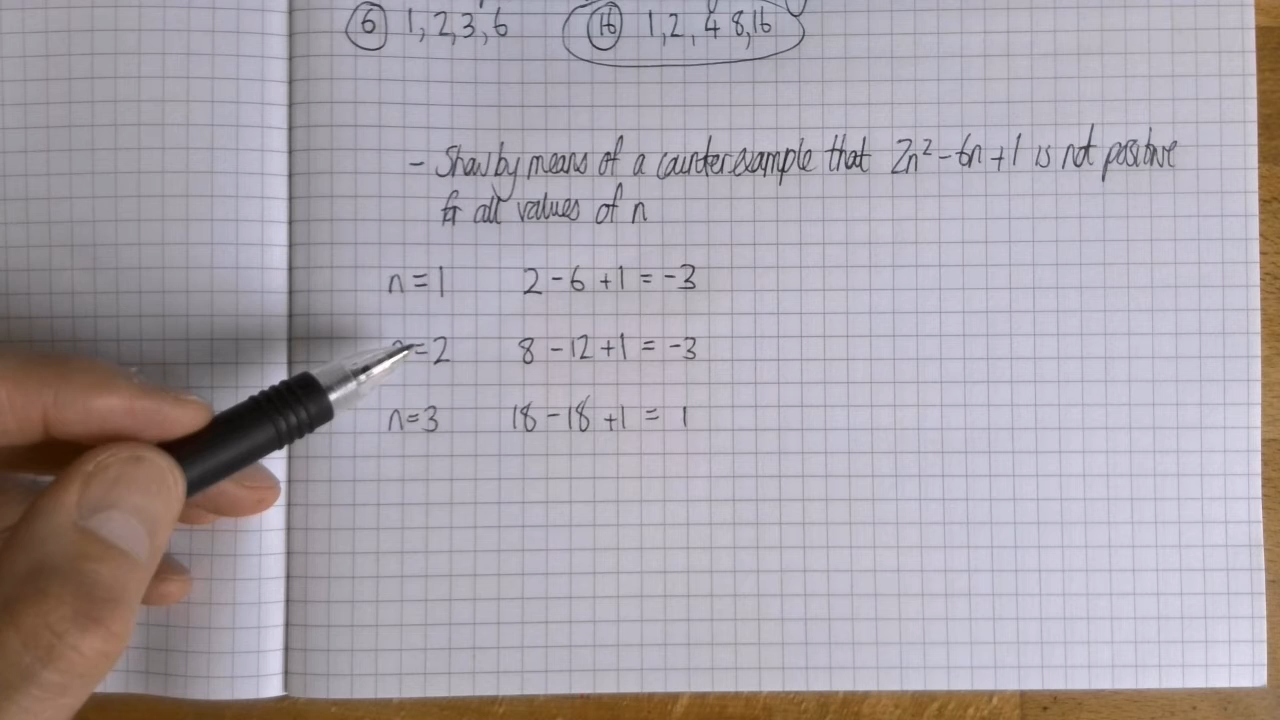 6 1, 2, 3, 6 16 1, 2, 4 8, 16
- Show by means of a counter example that 2n² - 6n + 1 is not positive
for all values of n
n = 1 2 - 6 + 1 = -3
n = 2 8 - 12 + 1 = -3
n = 3 18 - 18 + 1 = 1